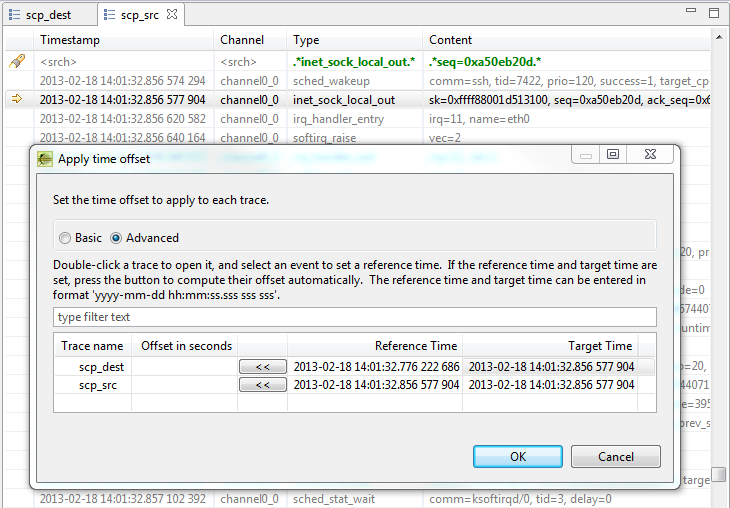 scp_dest scp_src
Timestamp Channel Type Content
<srch> <srch> .*inet_sock_local_out.* .*seq=0xa50eb20d.*
2013-02-18 14:01:32.856 574 294 channel0_0 sched_wakeup comm=ssh, tid=7422, prio=120, success=1, target_cp
2013-02-18 14:01:32.856 577 904 channel0_0 inet_sock_local_out sk=0xffff88001d513100, seq=0xa50eb20d, ack_seq=0x6
2013-02-18 14:01:32.856 620 582 channel0_0 irq_handler_entry irq=11, name=eth0
2013-02-18 14:01:32.856 640 164 channel0_0 softirq_raise vec=2
Apply time offset
Set the time offset to apply to each trace.
Basic Advanced
Double-click a trace to open it, and select an event to set a reference time. If the reference time and target time are
set, press the button to compute their offset automatically. The reference time and target time can be entered in
format 'yyyy-mm-dd hh:mm:ss.sss sss sss'.
type filter text
Trace name Offset in seconds Reference Time Target Time
scp_dest << 2013-02-18 14:01:32.776 222 686 2013-02-18 14:01:32.856 577 904
scp_src << 2013-02-18 14:01:32.856 577 904 2013-02-18 14:01:32.856 577 904
OK Cancel
2013-02-18 14:01:32.857 102 392 channel0_0 sched_stat_wait comm=ksoftirqd/0, tid=3, delay=0